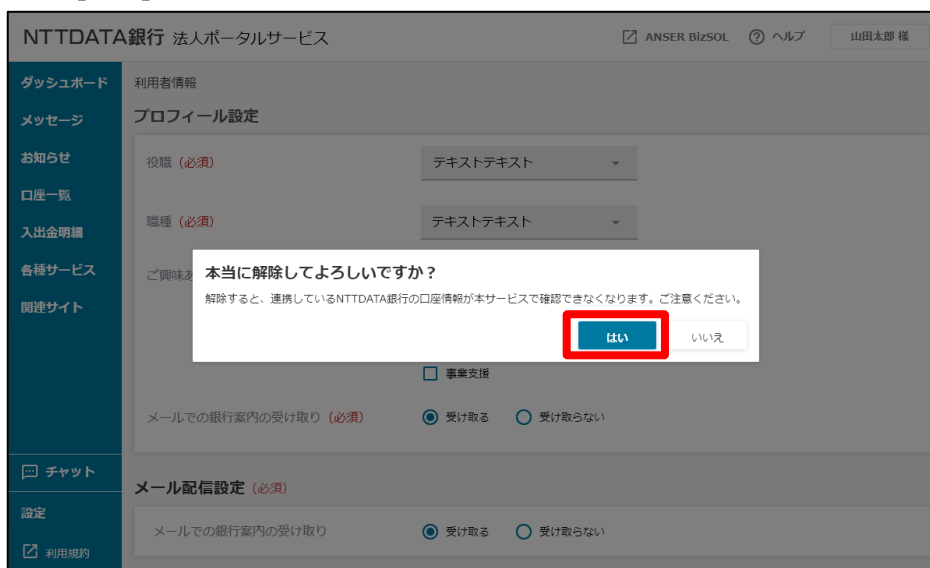 NTTDATA銀行 法人ポータルサービス
ANSER BizSOL
ヘルプ
山田太郎 様
ダッシュボード
メッセージ
お知らせ
口座一覧
入出金明細
各種サービス
関連サイト
チャット
設定
利用規約
利用者情報
プロフィール設定
役職 (必須)
テキストテキスト
職種 (必須)
テキストテキスト
ご興味あ
本当に解除してよろしいですか？
解除すると、連携しているNTTDATA銀行の口座情報が本サービスで確認できなくなります。ご注意ください。
はい
いいえ
事業支援
メールでの銀行案内の受け取り (必須)
受け取る
受け取らない
メール配信設定 (必須)
メールでの銀行案内の受け取り
受け取る
受け取らない